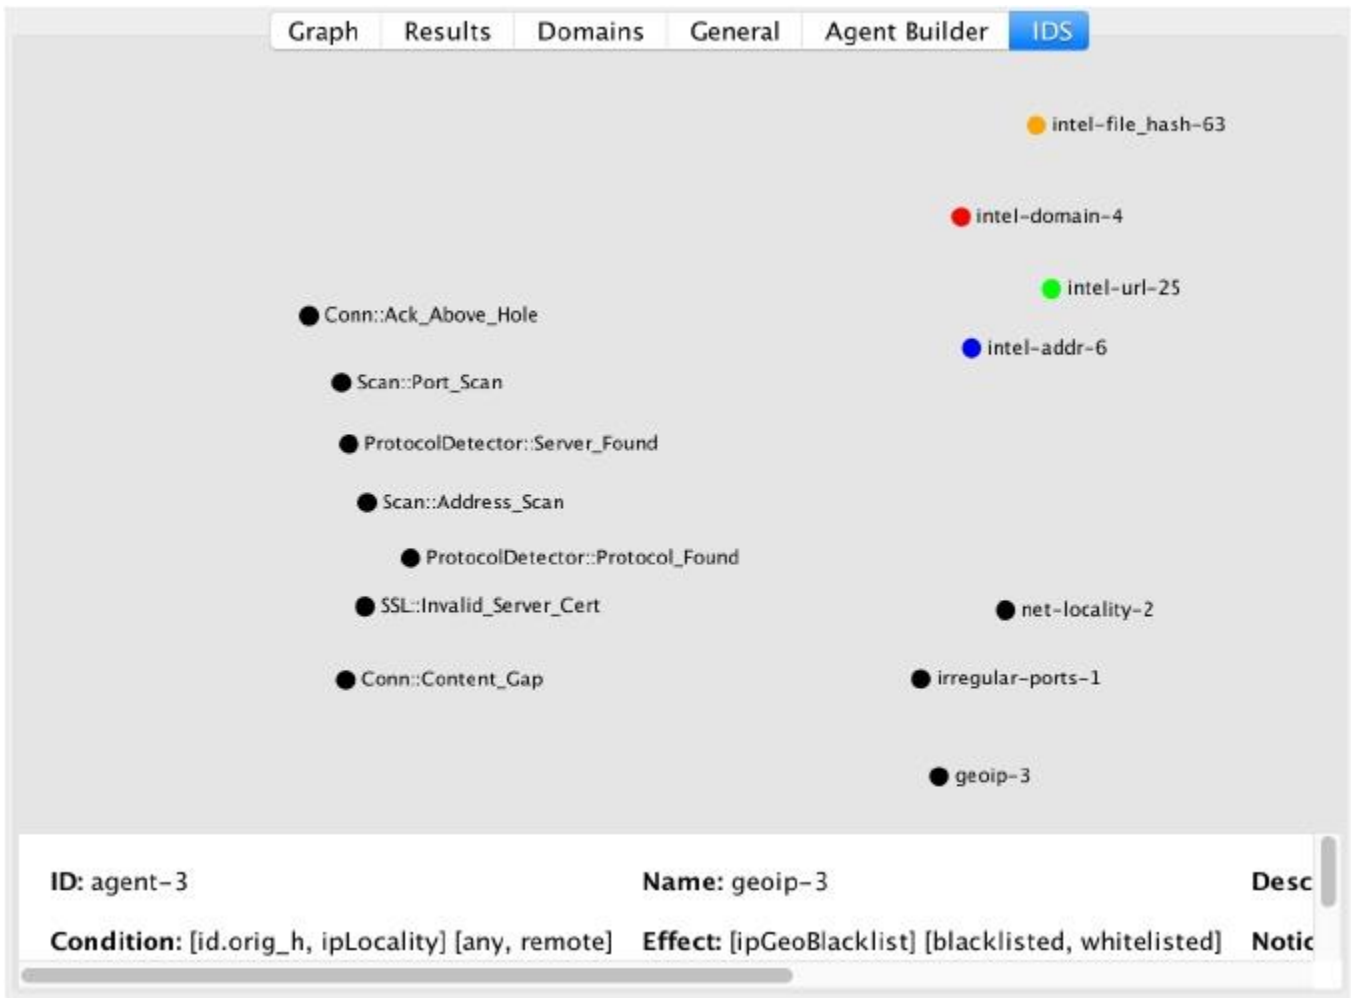 Graph Results Domains General Agent Builder IDS
intel-file_hash-63
intel-domain-4
intel-url-25
Conn::Ack_Above_Hole
intel-addr-6
Scan::Port_Scan
ProtocolDetector::Server_Found
Scan::Address_Scan
ProtocolDetector::Protocol_Found
SSL::Invalid_Server_Cert
net-locality-2
irregular-ports-1
Conn::Content_Gap
geoip-3
ID: agent-3 Name: geoip-3 Desc
Condition: [id.orig_h, ipLocality] [any, remote] Effect: [ipGeoBlacklist] [blacklisted, whitelisted] Notic